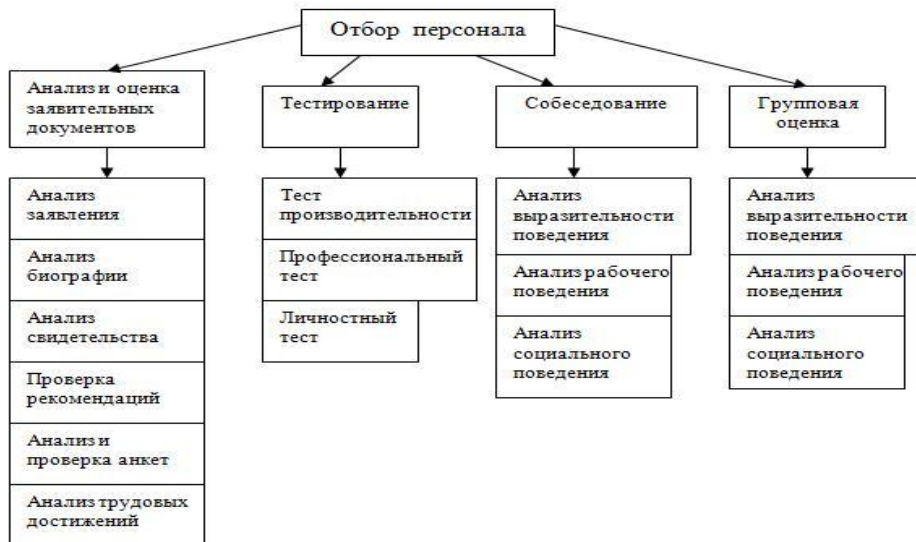 Отбор персонала
Анализ и оценка
заявительных
документов
Тестирование
Собеседование
Групповая
оценка
Анализ
заявления
Анализ
биографии
Анализ
свидетельства
Проверка
рекомендаций
Анализ и
проверка анкет
Анализ трудовых
достижений
Тест
производительности
Профессиональный
тест
Личностный
тест
Анализ
выразительности
поведения
Анализ рабочего
поведения
Анализ
социального
поведения
Анализ
выразительности
поведения
Анализ рабочего
поведения
Анализ
социального
поведения